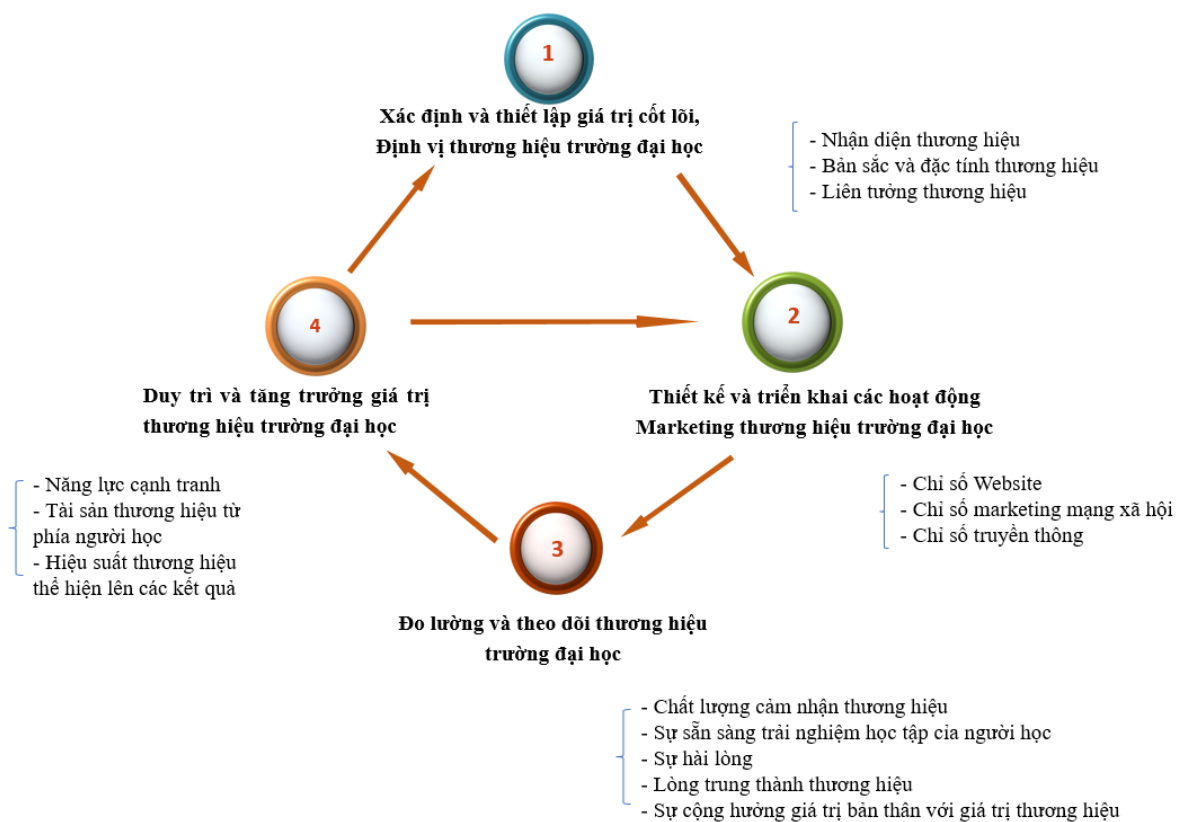 1
Xác định và thiết lập giá trị cốt lõi,
Định vị thương hiệu trường đại học
- Nhận diện thương hiệu
- Bản sắc và đặc tính thương hiệu
- Liên tưởng thương hiệu
2
Thiết kế và triển khai các hoạt động
Marketing thương hiệu trường đại học
- Chỉ số Website
- Chỉ số marketing mạng xã hội
- Chỉ số truyền thông
3
Đo lường và theo dõi thương hiệu
trường đại học
- Chất lượng cảm nhận thương hiệu
- Sự sẵn sàng trải nghiệm học tập cỉa người học
- Sự hài lòng
- Lòng trung thành thương hiệu
- Sự cộng hưởng giá trị bản thân với giá trị thương hiệu
4
Duy trì và tăng trưởng giá trị
thương hiệu trường đại học
- Năng lực cạnh tranh
- Tài sản thương hiệu từ
phía người học
- Hiệu suất thương hiệu
thể hiện lên các kết quả